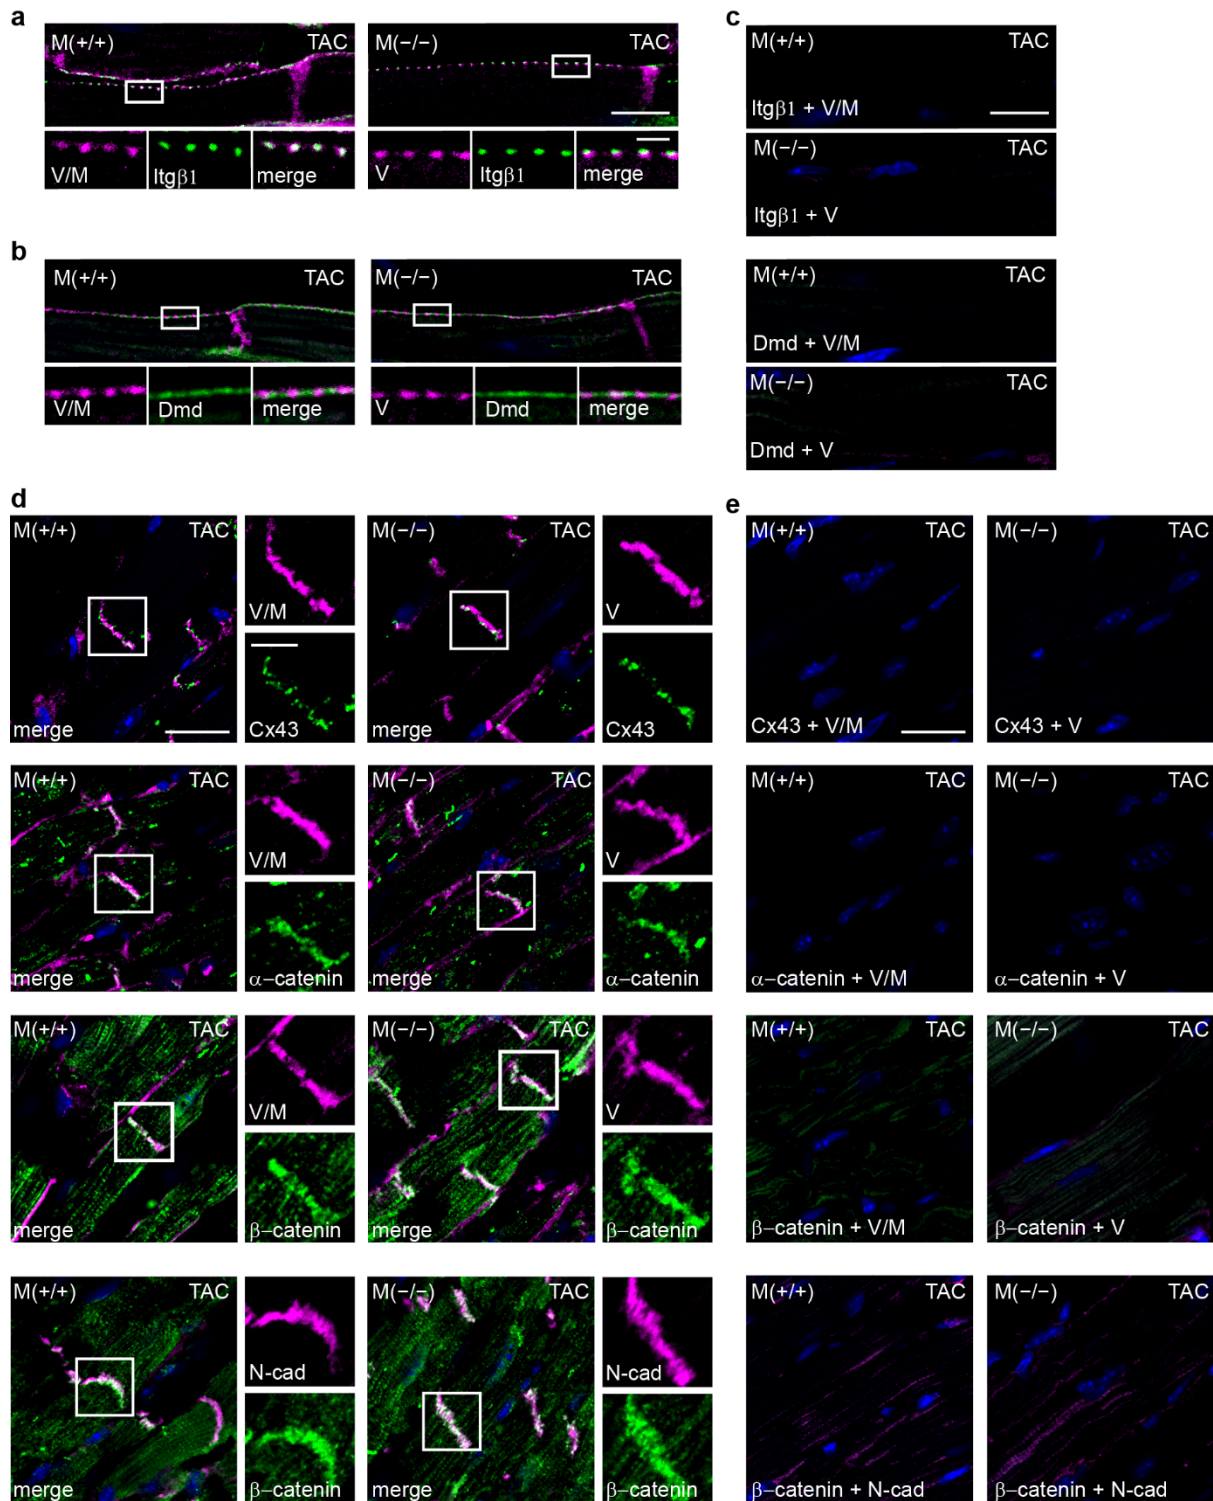 a
M(+/+) TAC
M(−/−) TAC
V/M
Itgβ1
merge
V
Itgβ1
merge
b
M(+/+) TAC
M(−/−) TAC
V/M
Dmd
merge
V
Dmd
merge
c
M(+/+) TAC
Itgβ1 + V/M
M(−/−) TAC
Itgβ1 + V
M(+/+) TAC
Dmd + V/M
M(−/−) TAC
Dmd + V
d
M(+/+) TAC
merge
V/M
Cx43
M(−/−) TAC
merge
V
Cx43
M(+/+) TAC
merge
V/M
α−catenin
M(−/−) TAC
merge
V
α−catenin
M(+/+) TAC
merge
V/M
β−catenin
M(−/−) TAC
merge
V
β−catenin
M(+/+) TAC
merge
N-cad
β−catenin
M(−/−) TAC
merge
N-cad
β−catenin
e
M(+/+) TAC
Cx43 + V/M
M(−/−) TAC
Cx43 + V
M(+/+) TAC
α−catenin + V/M
M(−/−) TAC
α−catenin + V
M(+/+) TAC
β−catenin + V/M
M(−/−) TAC
β−catenin + V
M(+/+) TAC
β−catenin + N-cad
M(−/−) TAC
β−catenin + N-cad